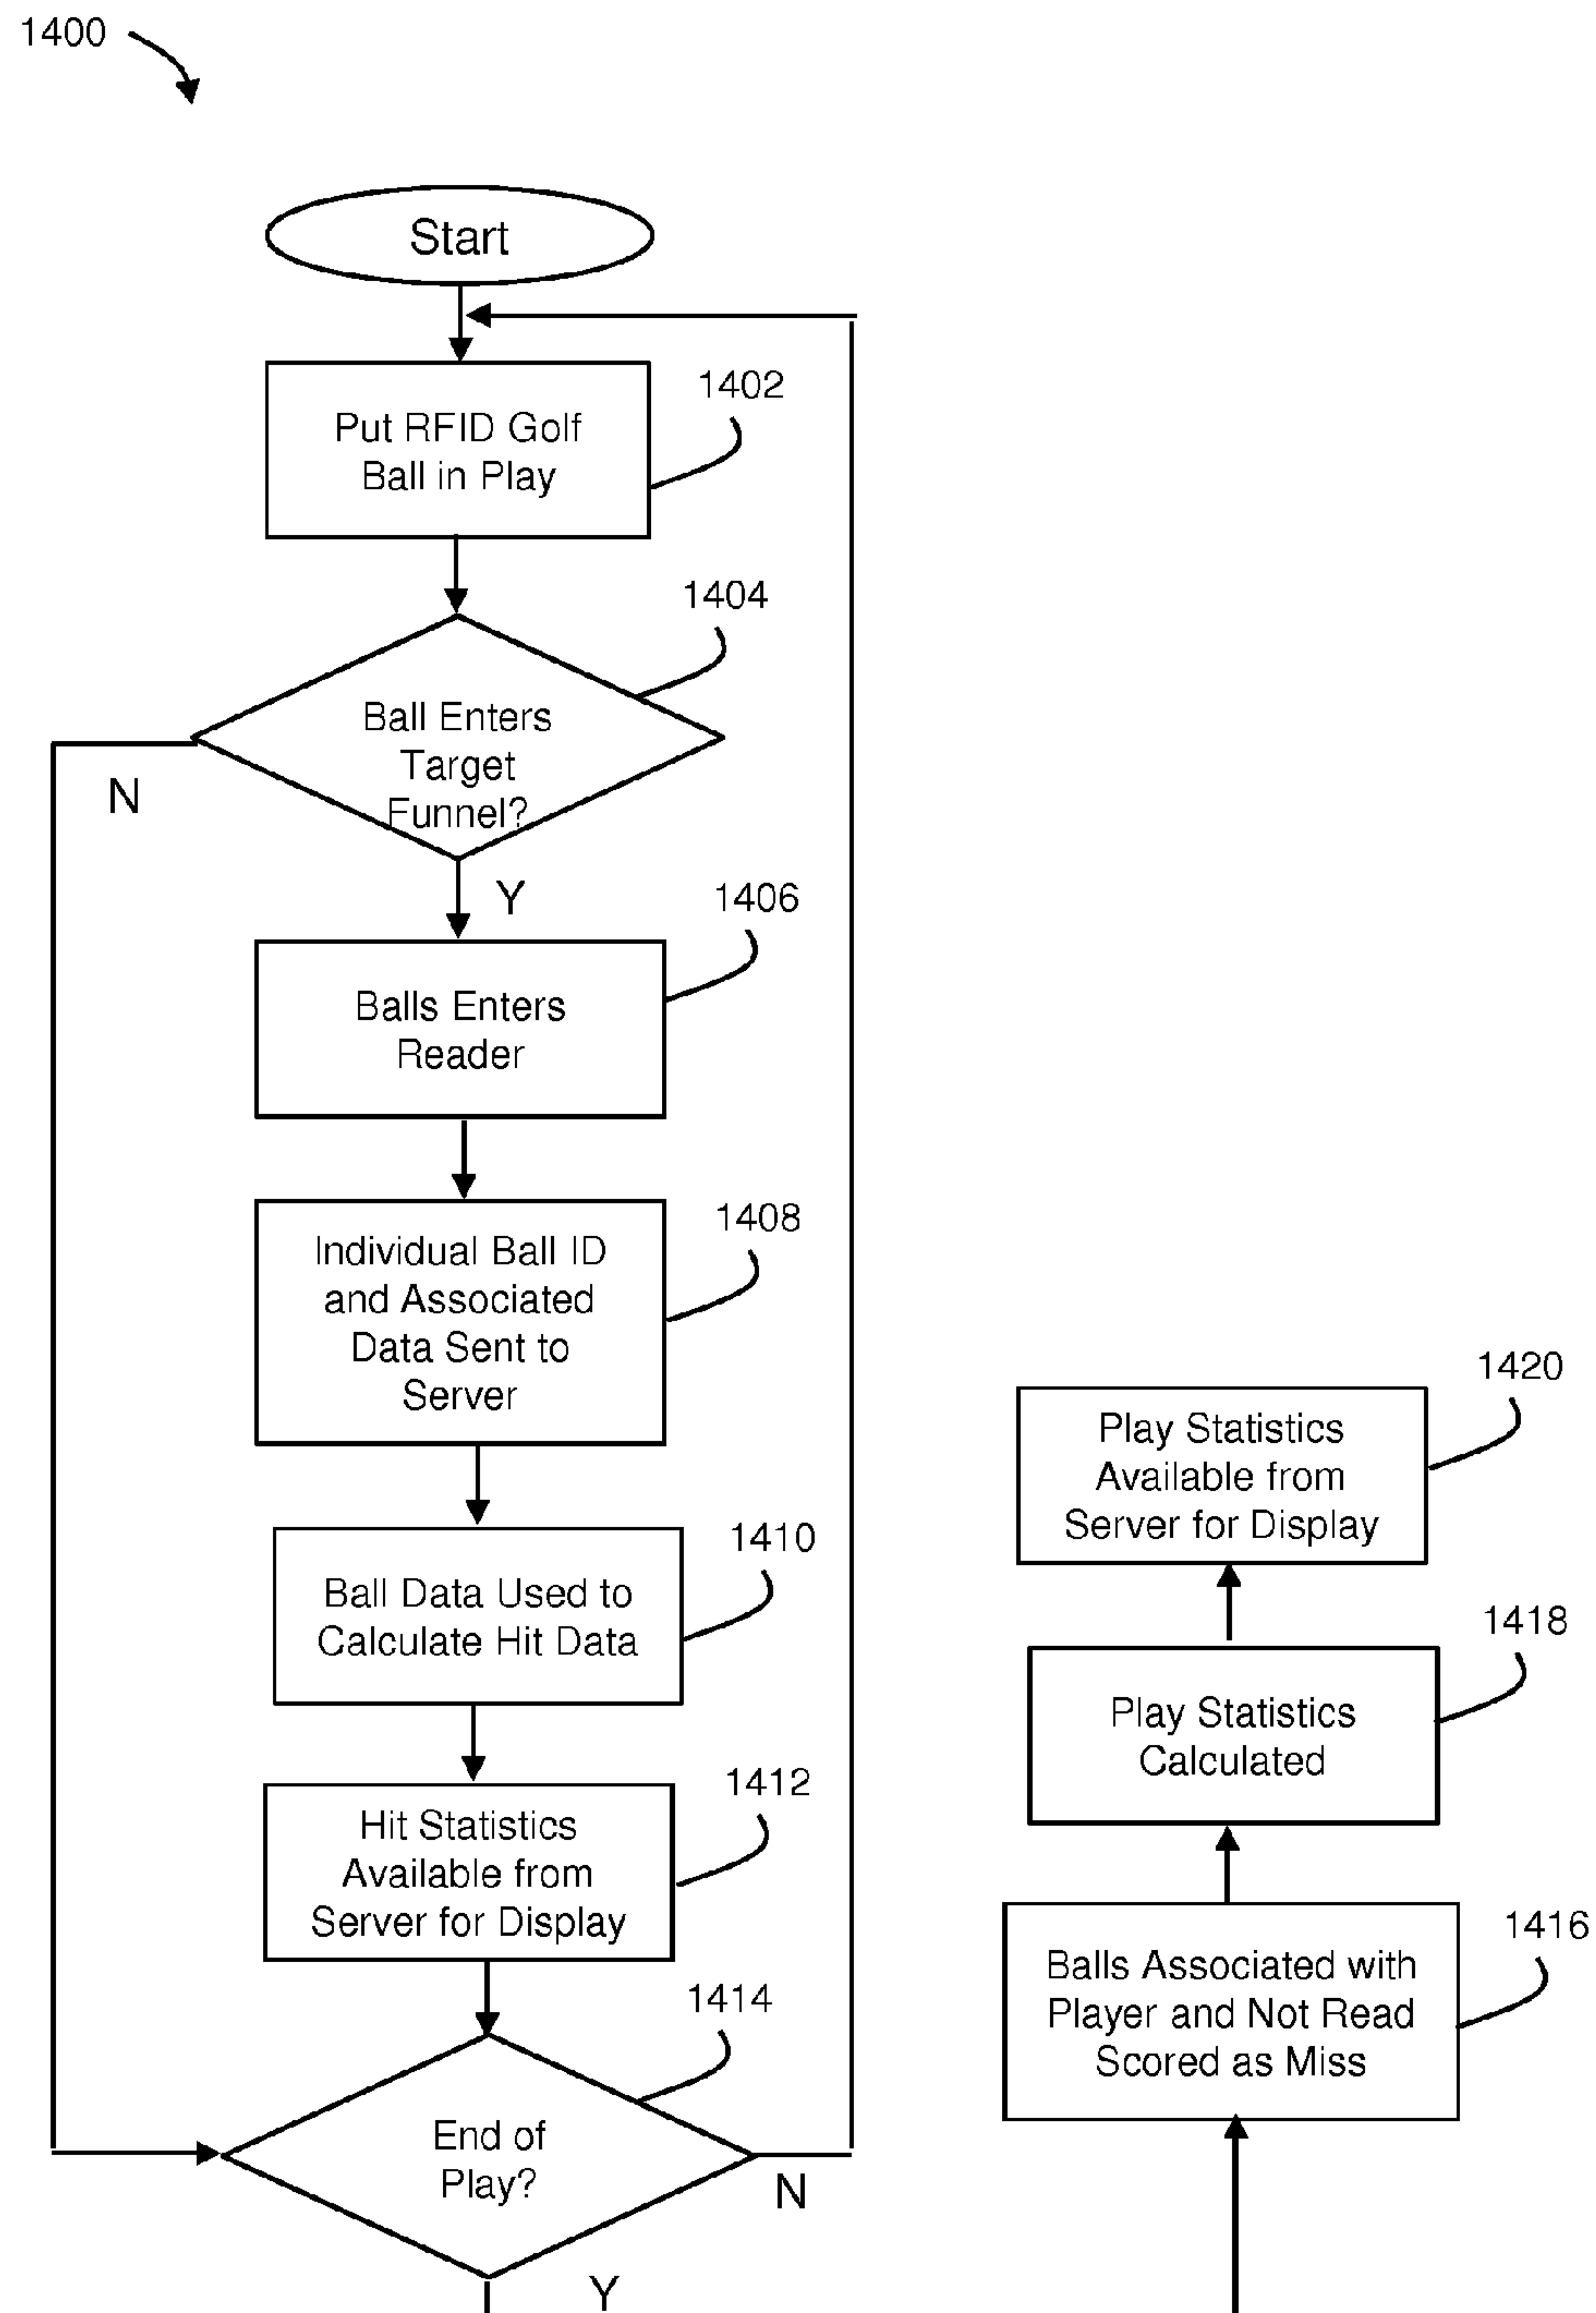 1400
Start
1402
Put RFID Golf
Ball in Play
1404
Ball Enters
Target
Funnel?
N
Y
1406
Balls Enters
Reader
1408
Individual Ball ID
and Associated
Data Sent to
Server
1410
Ball Data Used to
Calculate Hit Data
1412
Hit Statistics
Available from
Server for Display
1414
End of
Play?
N
Y
1416
Balls Associated with
Player and Not Read
Scored as Miss
1418
Play Statistics
Calculated
1420
Play Statistics
Available from
Server for Display